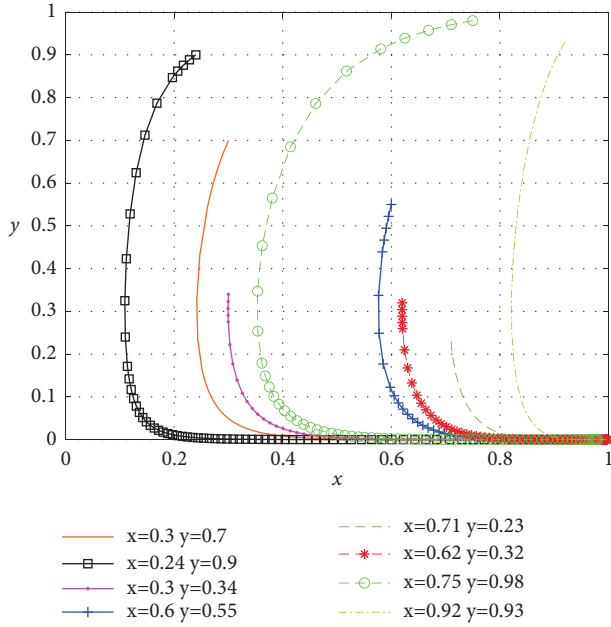 1
0.9
0.8
0.7
0.6
0.5
0.4
0.3
0.2
0.1
0
y
0 0.2 0.4 0.6 0.8 1
x
x=0.3 y=0.7
x=0.24 y=0.9
x=0.3 y=0.34
x=0.6 y=0.55
x=0.71 y=0.23
x=0.62 y=0.32
x=0.75 y=0.98
x=0.92 y=0.93